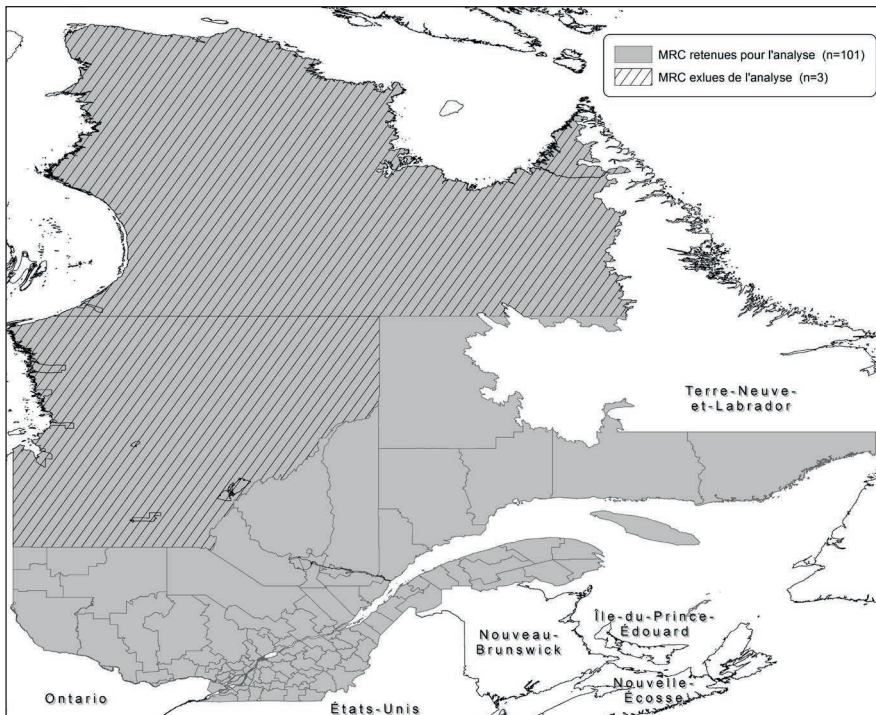 MRC retenues pour l'analyse (n=101)
MRC exlues de l'analyse (n=3)
Terre-Neuve-
et-Labrador
Île-du-Prince-
Édouard
Nouveau-
Brunswick
Nouvelle-
Écosse
Ontario
États-Unis